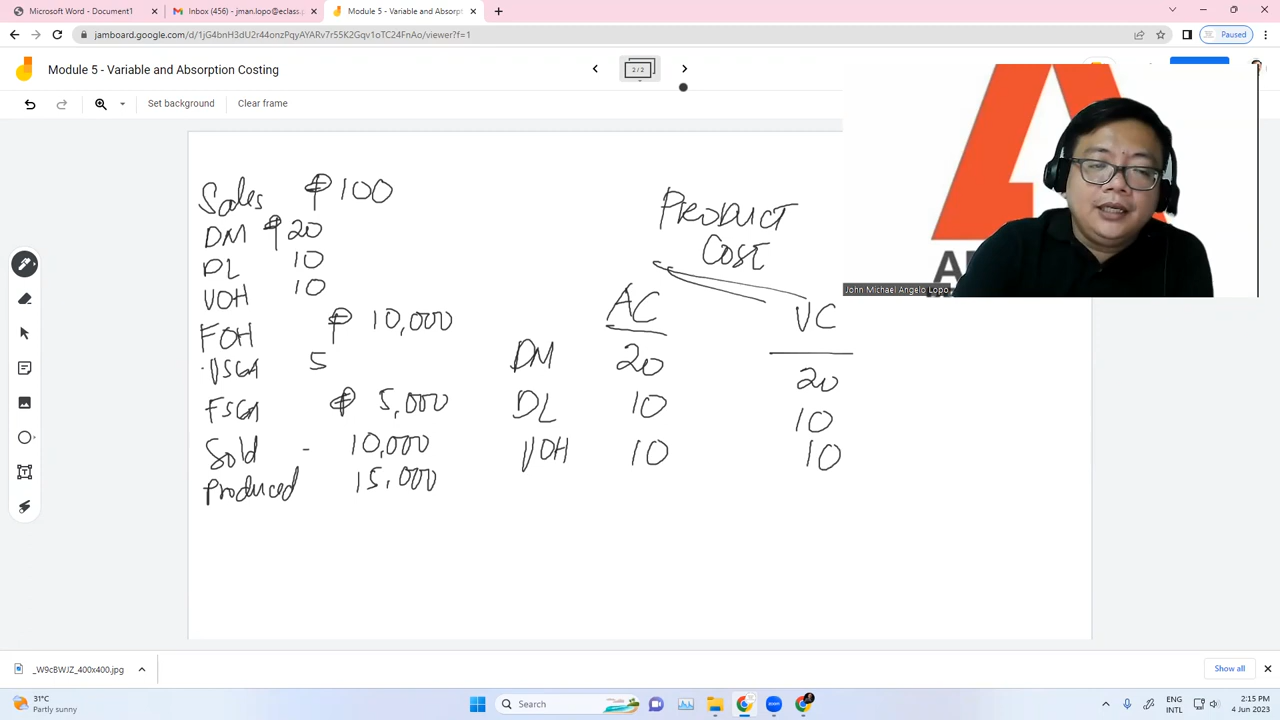 Microsoft Word - Document1
Inbox (456) - jman.lopo@eclass.p
Module 5 - Variable and Absorpt
jamboard.google.com/d/1jG4bnH3dU2r44onzPqyAYARv7r55K2Gqv1oTC24FnAo/viewer?f=1
Paused
Module 5 - Variable and Absorption Costing
2/2
Set background
Clear frame
Sales ₱100
DM ₱20
DL 10
VOH 10
FOH ₱ 10,000
VSGA 5
FSGA ₱ 5,000
Sold - 10,000
Produced 15,000
PRODUCT
COST
AC VC
DM 20 20
DL 10 10
VOH 10 10
John Michael Angelo Lopo
_W9cBWJZ_400x400.jpg
Show all
31°C
Partly sunny
Search
ENG
INTL
2:15 PM
4 Jun 2023